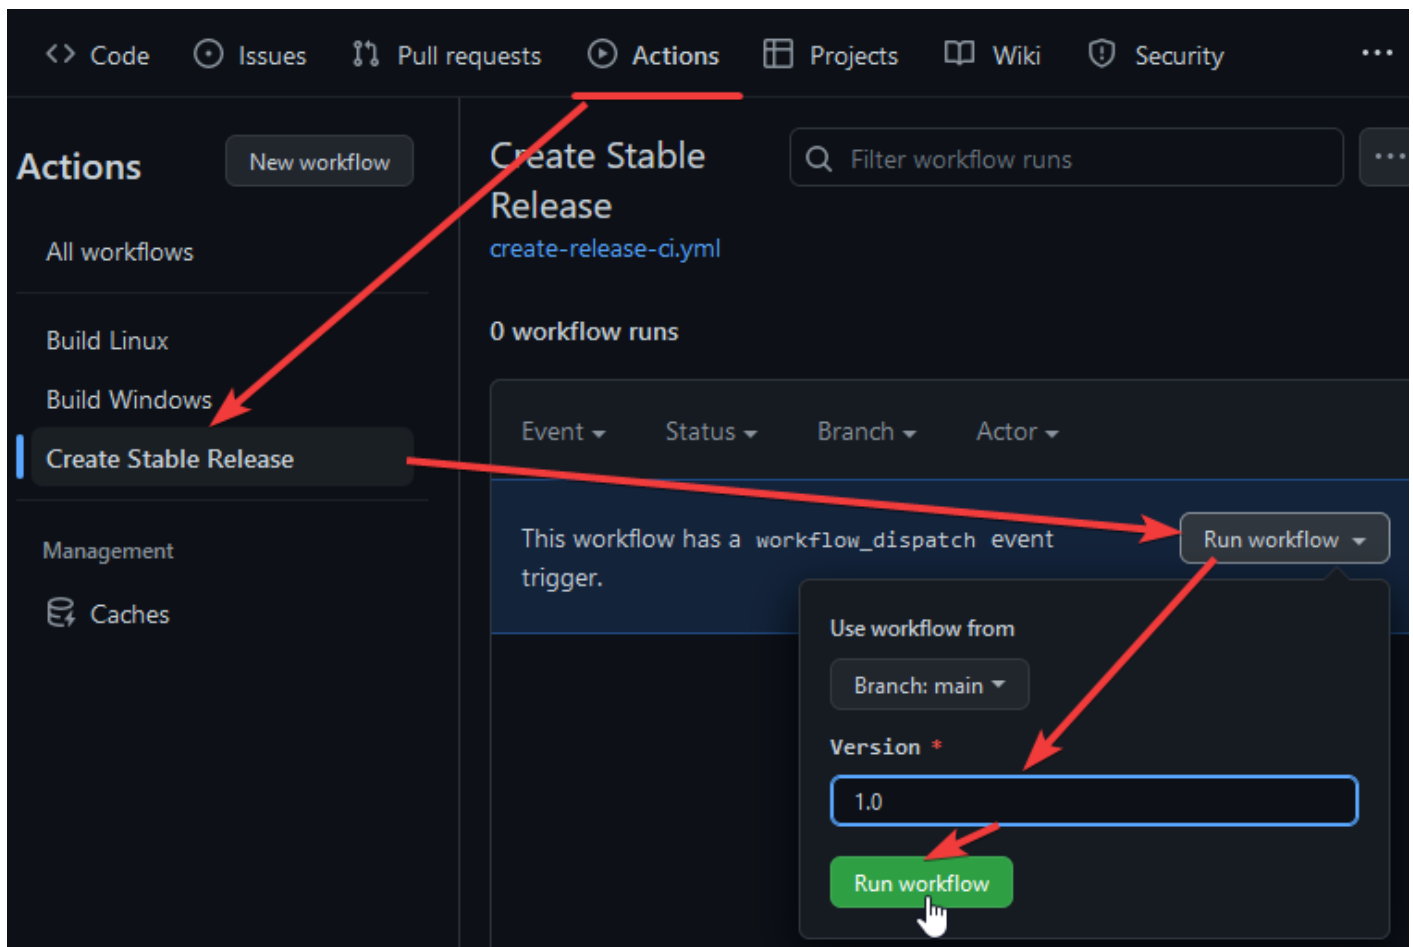 Code Issues Pull requests Actions Projects Wiki Security ...
Actions
New workflow
All workflows
Build Linux
Build Windows
Create Stable Release
Management
Caches
Create Stable
Release
create-release-ci.yml
Filter workflow runs
...
0 workflow runs
Event Status Branch Actor
This workflow has a workflow_dispatch event
trigger.
Run workflow
Use workflow from
Branch: main
Version *
1.0
Run workflow